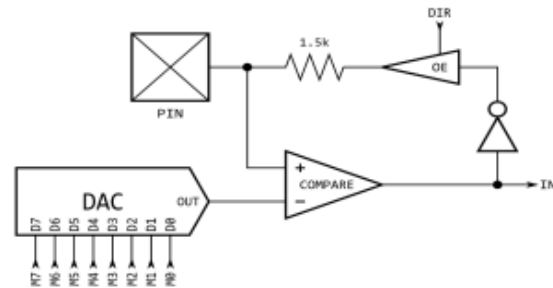 DIR
1.5k
OE
PIN
+
COMPARE
−
IN
DAC
OUT
D7 D6 D5 D4 D3 D2 D1 D0
M7 M6 M5 M4 M3 M2 M1 M0